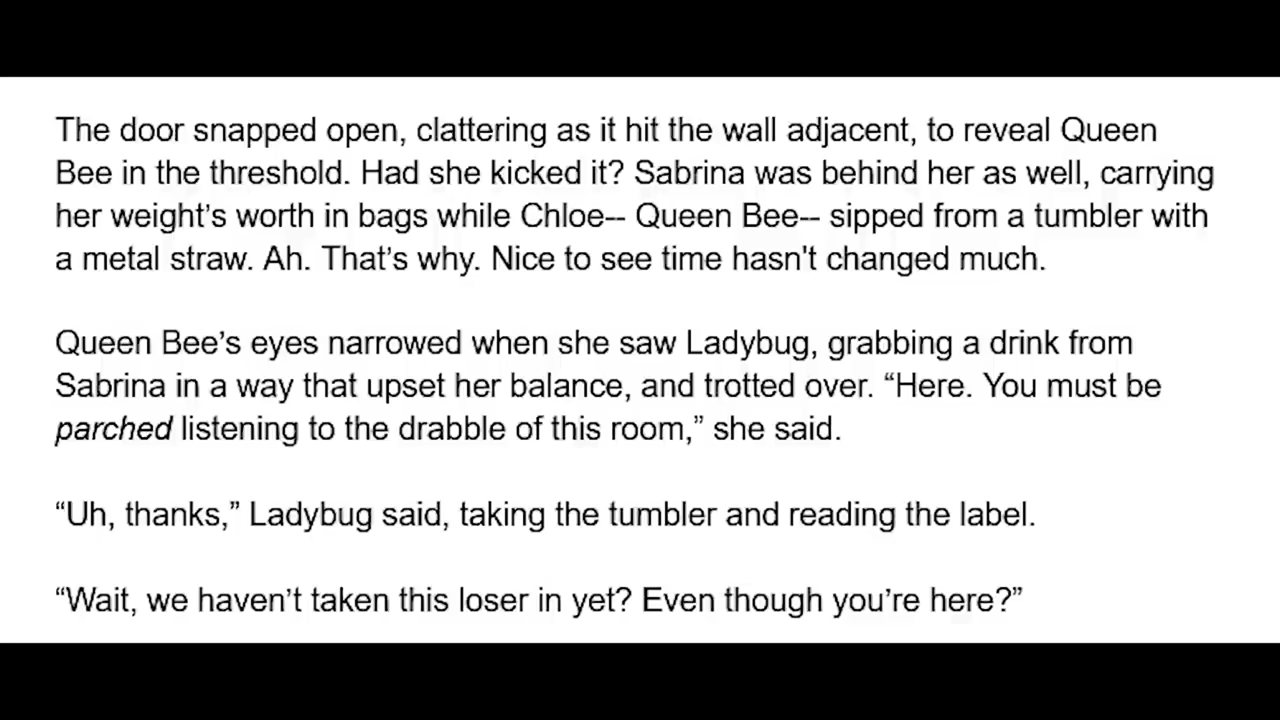 The door snapped open, clattering as it hit the wall adjacent, to reveal Queen
Bee in the threshold. Had she kicked it? Sabrina was behind her as well, carrying
her weight’s worth in bags while Chloe-- Queen Bee-- sipped from a tumbler with
a metal straw. Ah. That’s why. Nice to see time hasn't changed much.
Queen Bee’s eyes narrowed when she saw Ladybug, grabbing a drink from
Sabrina in a way that upset her balance, and trotted over. “Here. You must be
parched listening to the drabble of this room,” she said.
“Uh, thanks,” Ladybug said, taking the tumbler and reading the label.
“Wait, we haven’t taken this loser in yet? Even though you’re here?”